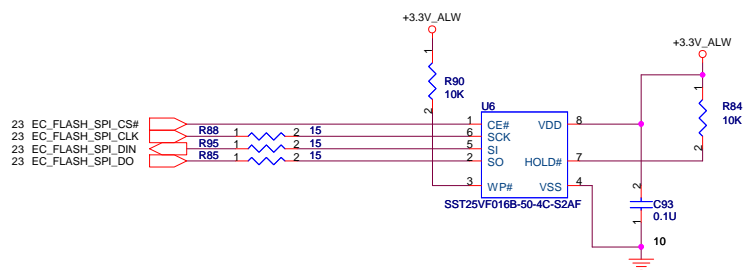 +3.3V_ALW
+3.3V_ALW
1
R90
10K
2
1
R84
10K
2
U6
23 EC_FLASH_SPI_CS# 1 CE# VDD 8
23 EC_FLASH_SPI_CLK R88 1 2 15 6 SCK
23 EC_FLASH_SPI_DIN R95 1 2 15 5 SI
23 EC_FLASH_SPI_DO R85 1 2 15 2 SO HOLD# 7
3 WP# VSS 4
SST25VF016B-50-4C-S2AF
2
C93
0.1U
1
10